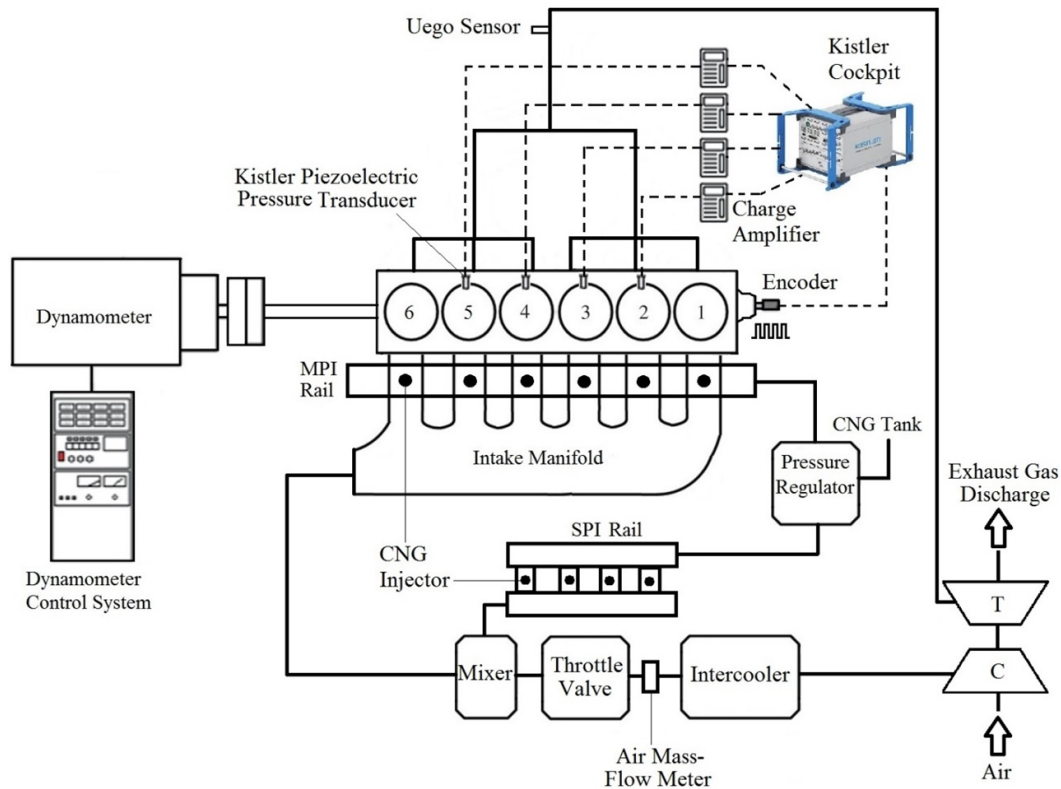 Uego Sensor
Kistler
Cockpit
Kistler Piezoelectric
Pressure Transducer
Charge
Amplifier
Encoder
Dynamometer
6
5
4
3
2
1
MPI
Rail
CNG Tank
Intake Manifold
Pressure
Regulator
Exhaust Gas
Discharge
SPI Rail
CNG
Injector
Dynamometer
Control System
T
Mixer
Throttle
Valve
Intercooler
C
Air Mass-
Flow Meter
Air